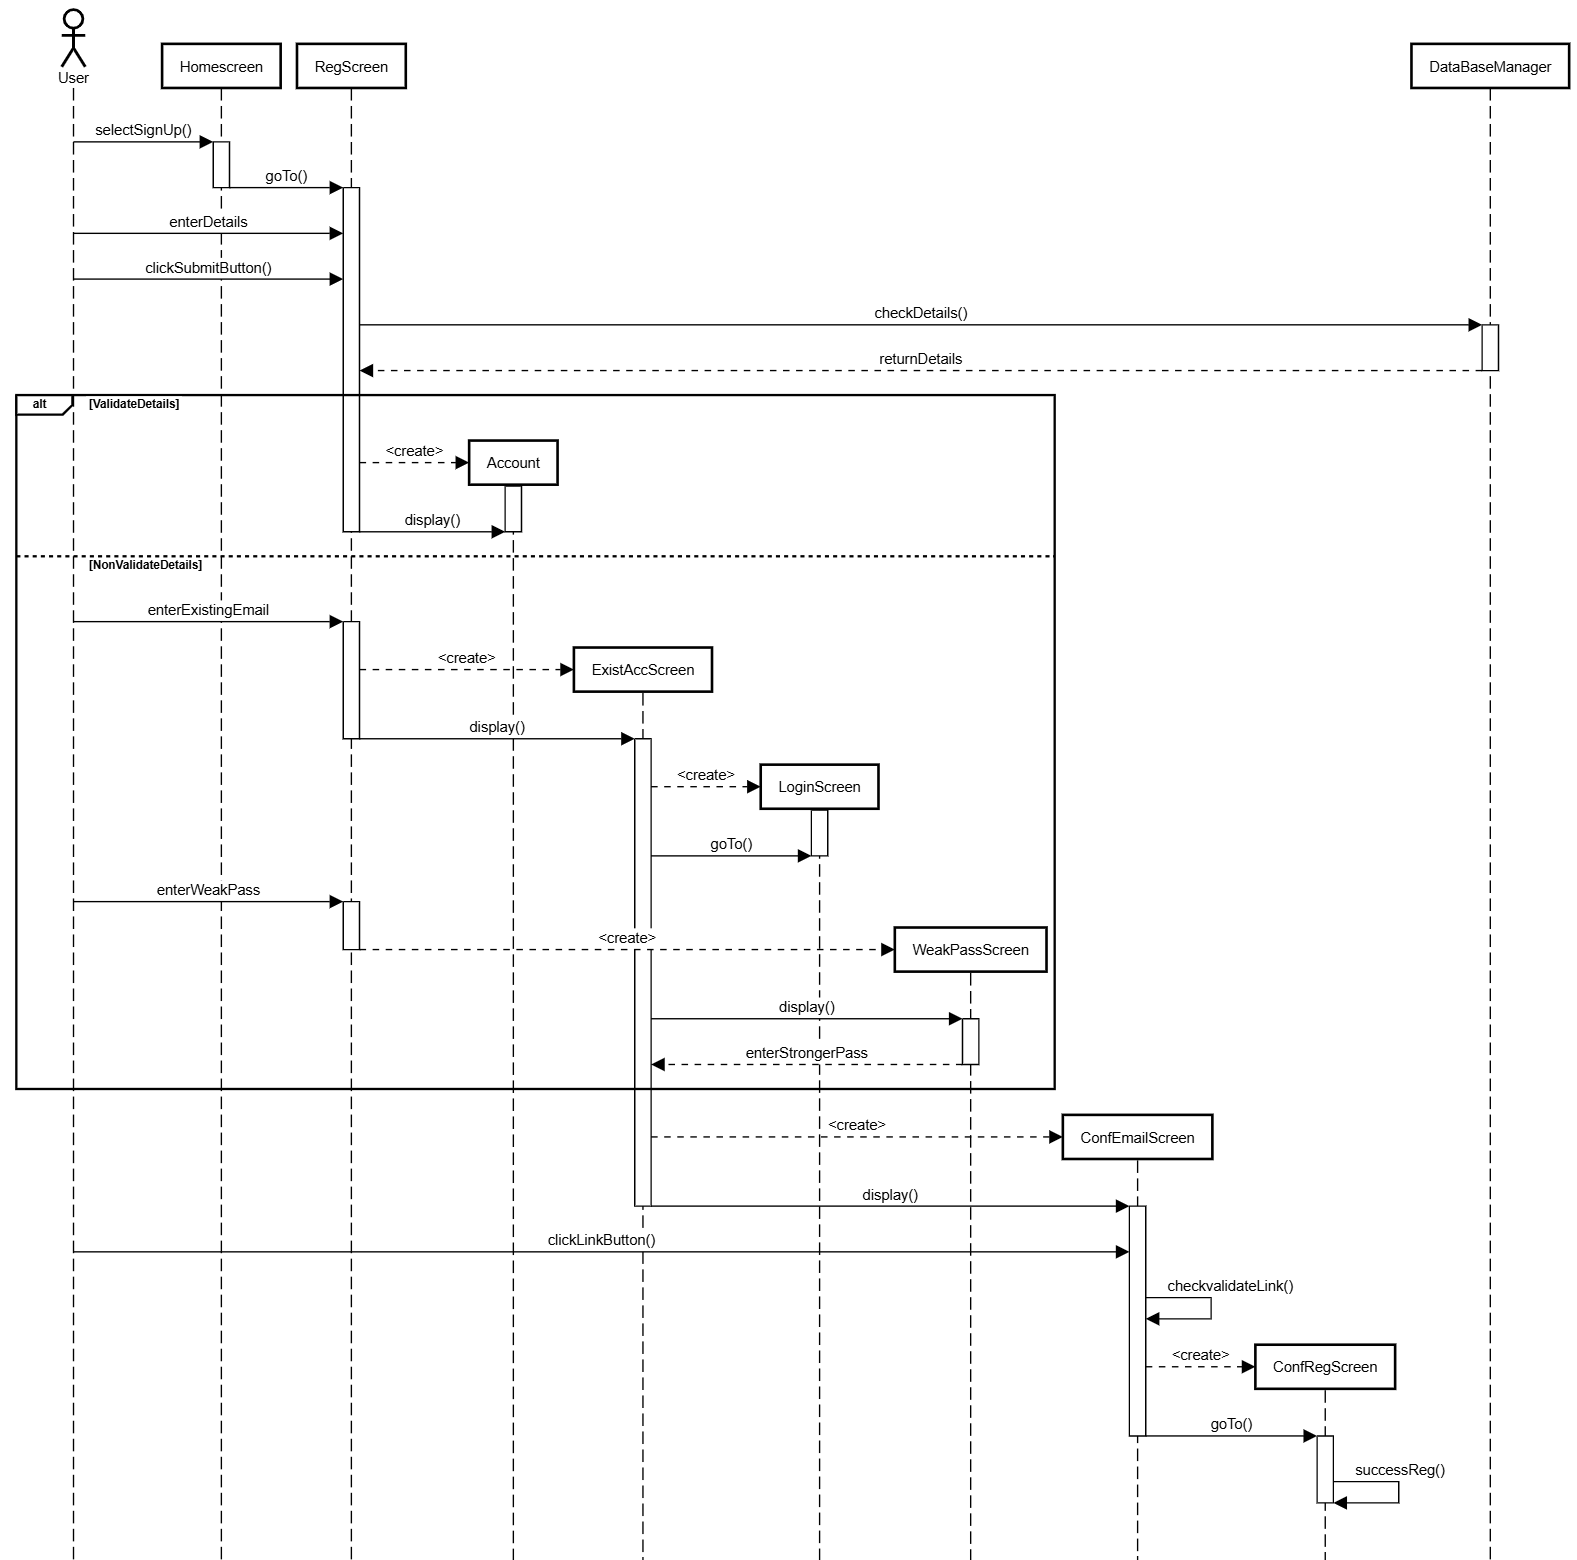 User
Homescreen
RegScreen
DataBaseManager
selectSignUp()
goTo()
enterDetails
clickSubmitButton()
checkDetails()
returnDetails
alt
[ValidateDetails]
<create>
Account
display()
[NonValidateDetails]
enterExistingEmail
<create>
ExistAccScreen
display()
<create>
LoginScreen
goTo()
enterWeakPass
<create>
WeakPassScreen
display()
enterStrongerPass
<create>
ConfEmailScreen
display()
clickLinkButton()
checkvalidateLink()
<create>
ConfRegScreen
goTo()
successReg()